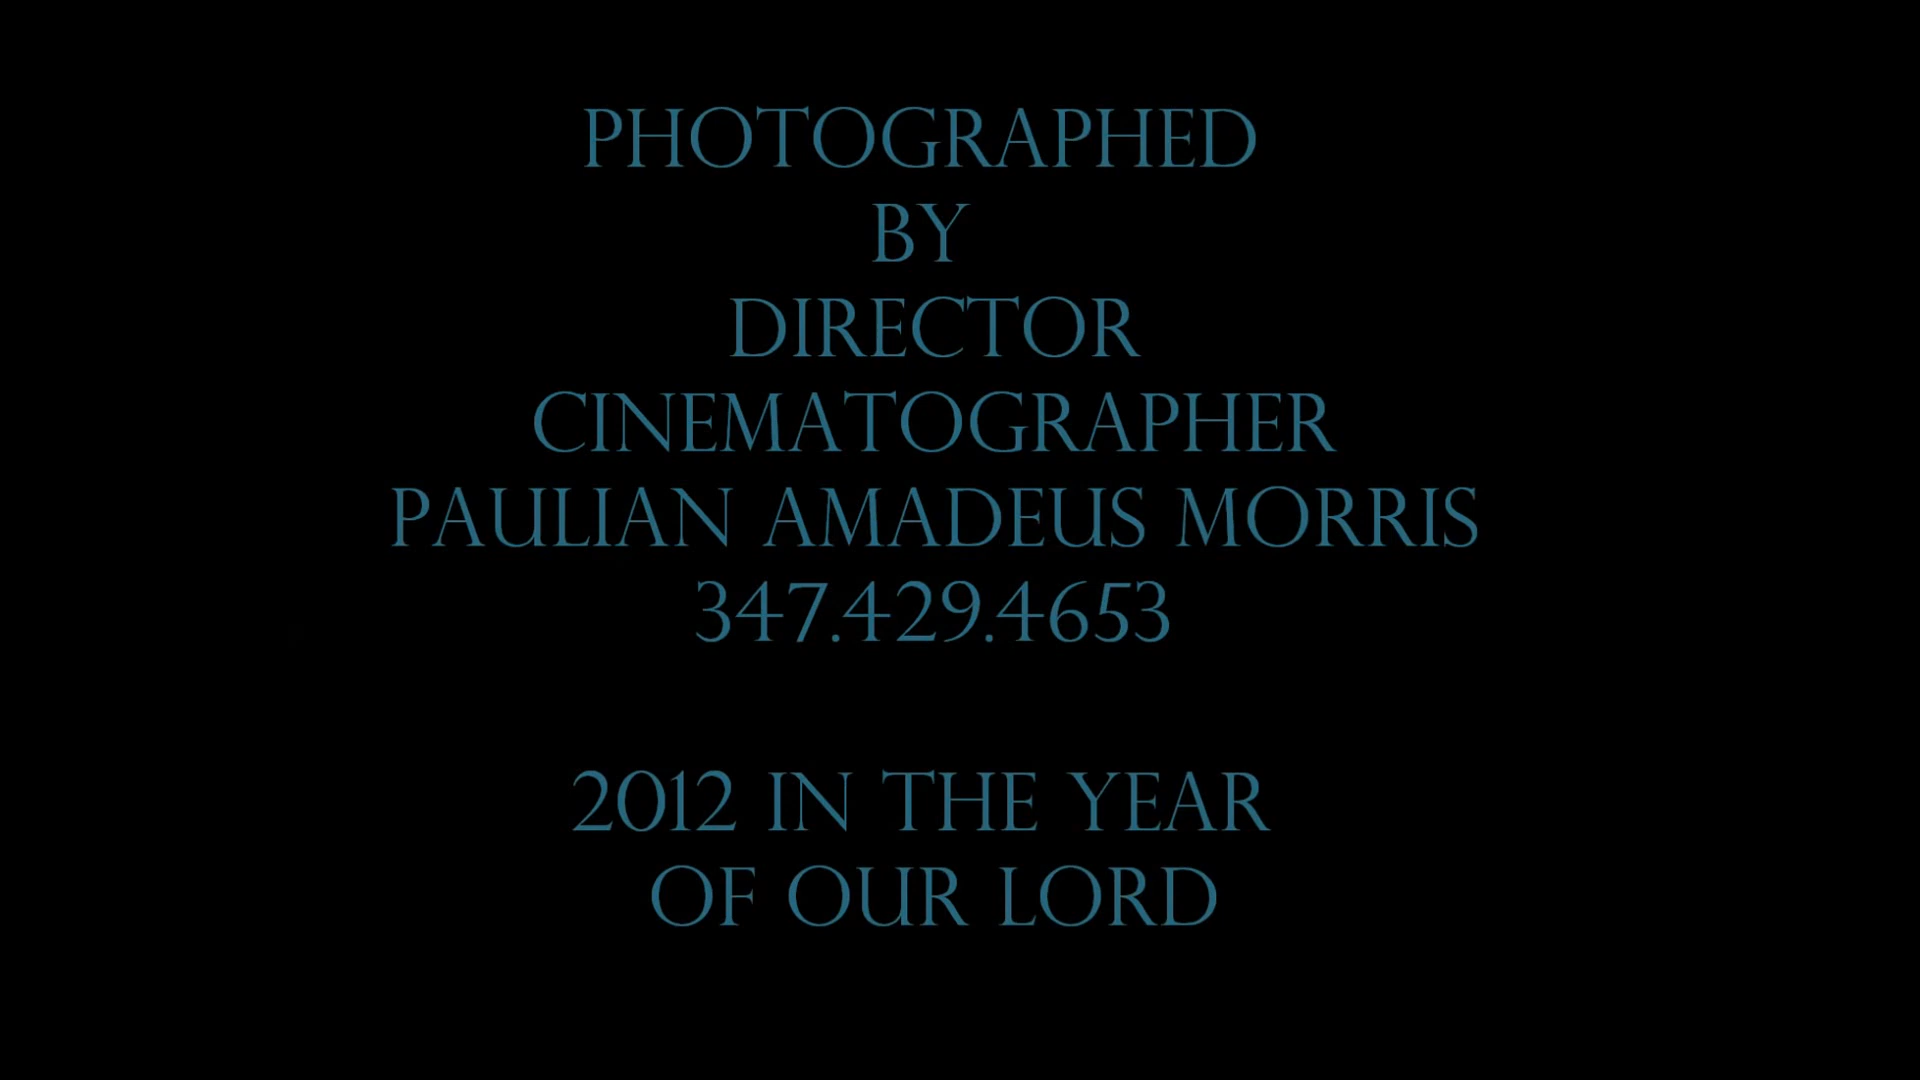 PHOTOGRAPHED
BY
DIRECTOR
CINEMATOGRAPHER
PAULIAN AMADEUS MORRIS
347.429.4653
2012 IN THE YEAR
OF OUR LORD